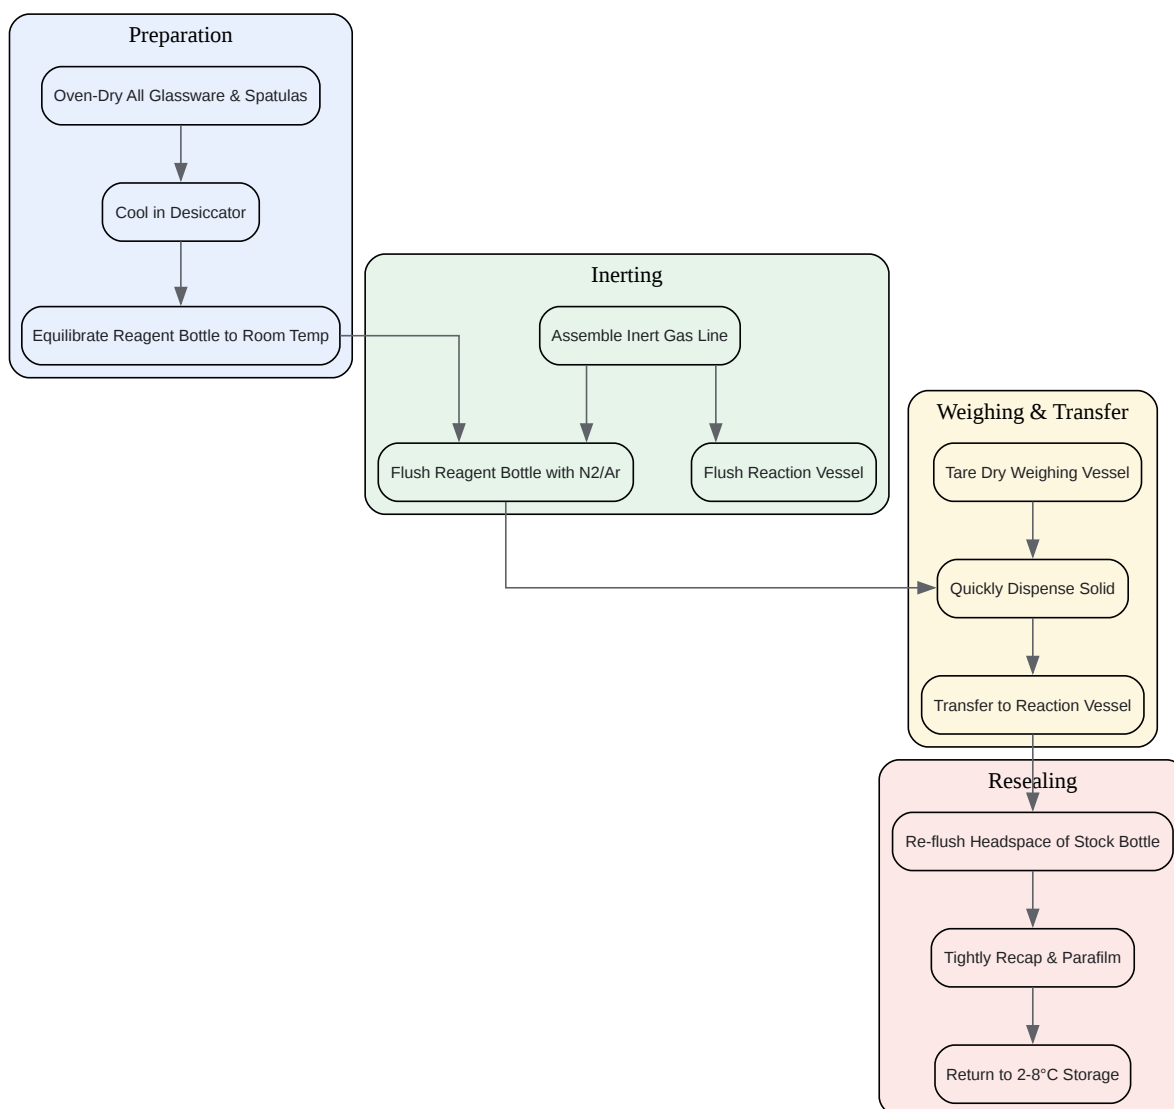 Preparation
Oven-Dry All Glassware & Spatulas
Cool in Desiccator
Equilibrate Reagent Bottle to Room Temp
Inerting
Assemble Inert Gas Line
Flush Reagent Bottle with N2/Ar
Flush Reaction Vessel
Weighing & Transfer
Tare Dry Weighing Vessel
Quickly Dispense Solid
Transfer to Reaction Vessel
Resealing
Re-flush Headspace of Stock Bottle
Tightly Recap & Parafilm
Return to 2-8°C Storage